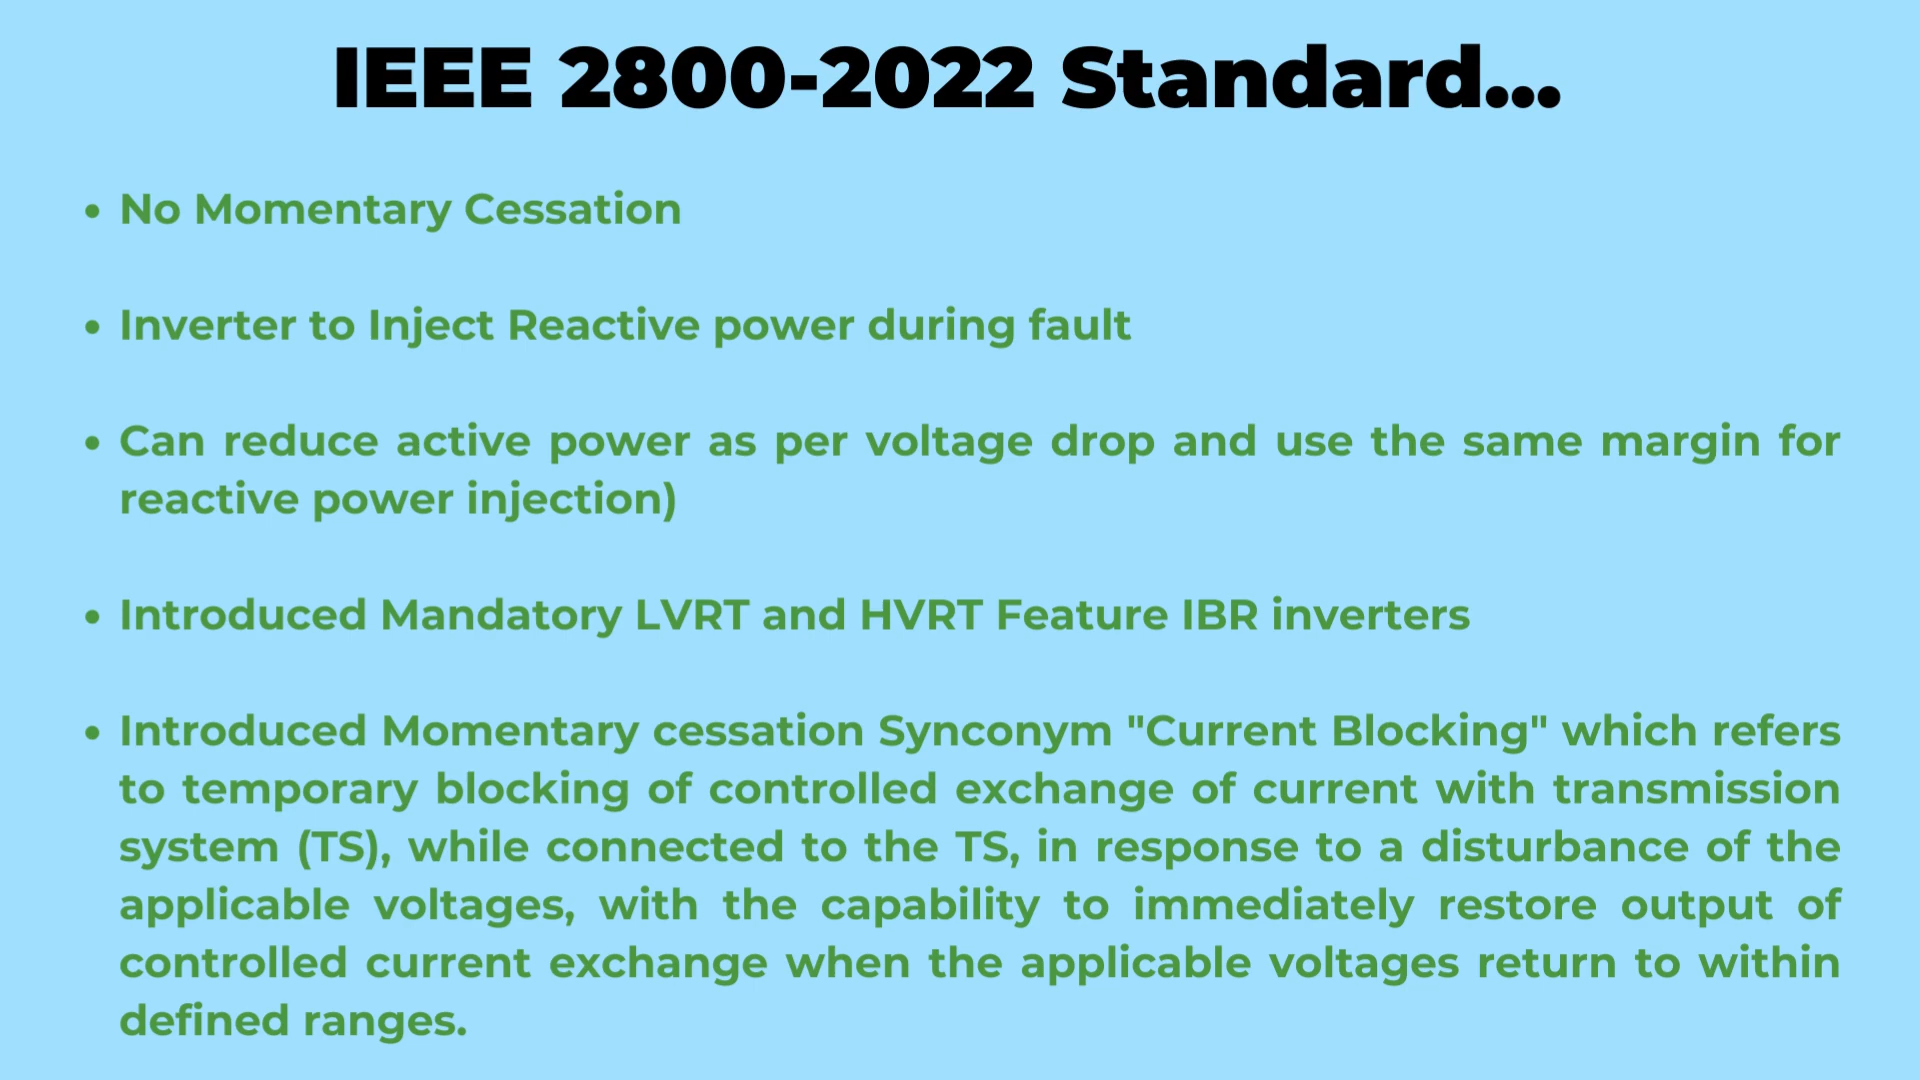 IEEE 2800-2022 Standard...
• No Momentary Cessation
• Inverter to Inject Reactive power during fault
• Can reduce active power as per voltage drop and use the same margin for
reactive power injection)
• Introduced Mandatory LVRT and HVRT Feature IBR inverters
• Introduced Momentary cessation Synconym "Current Blocking" which refers
to temporary blocking of controlled exchange of current with transmission
system (TS), while connected to the TS, in response to a disturbance of the
applicable voltages, with the capability to immediately restore output of
controlled current exchange when the applicable voltages return to within
defined ranges.